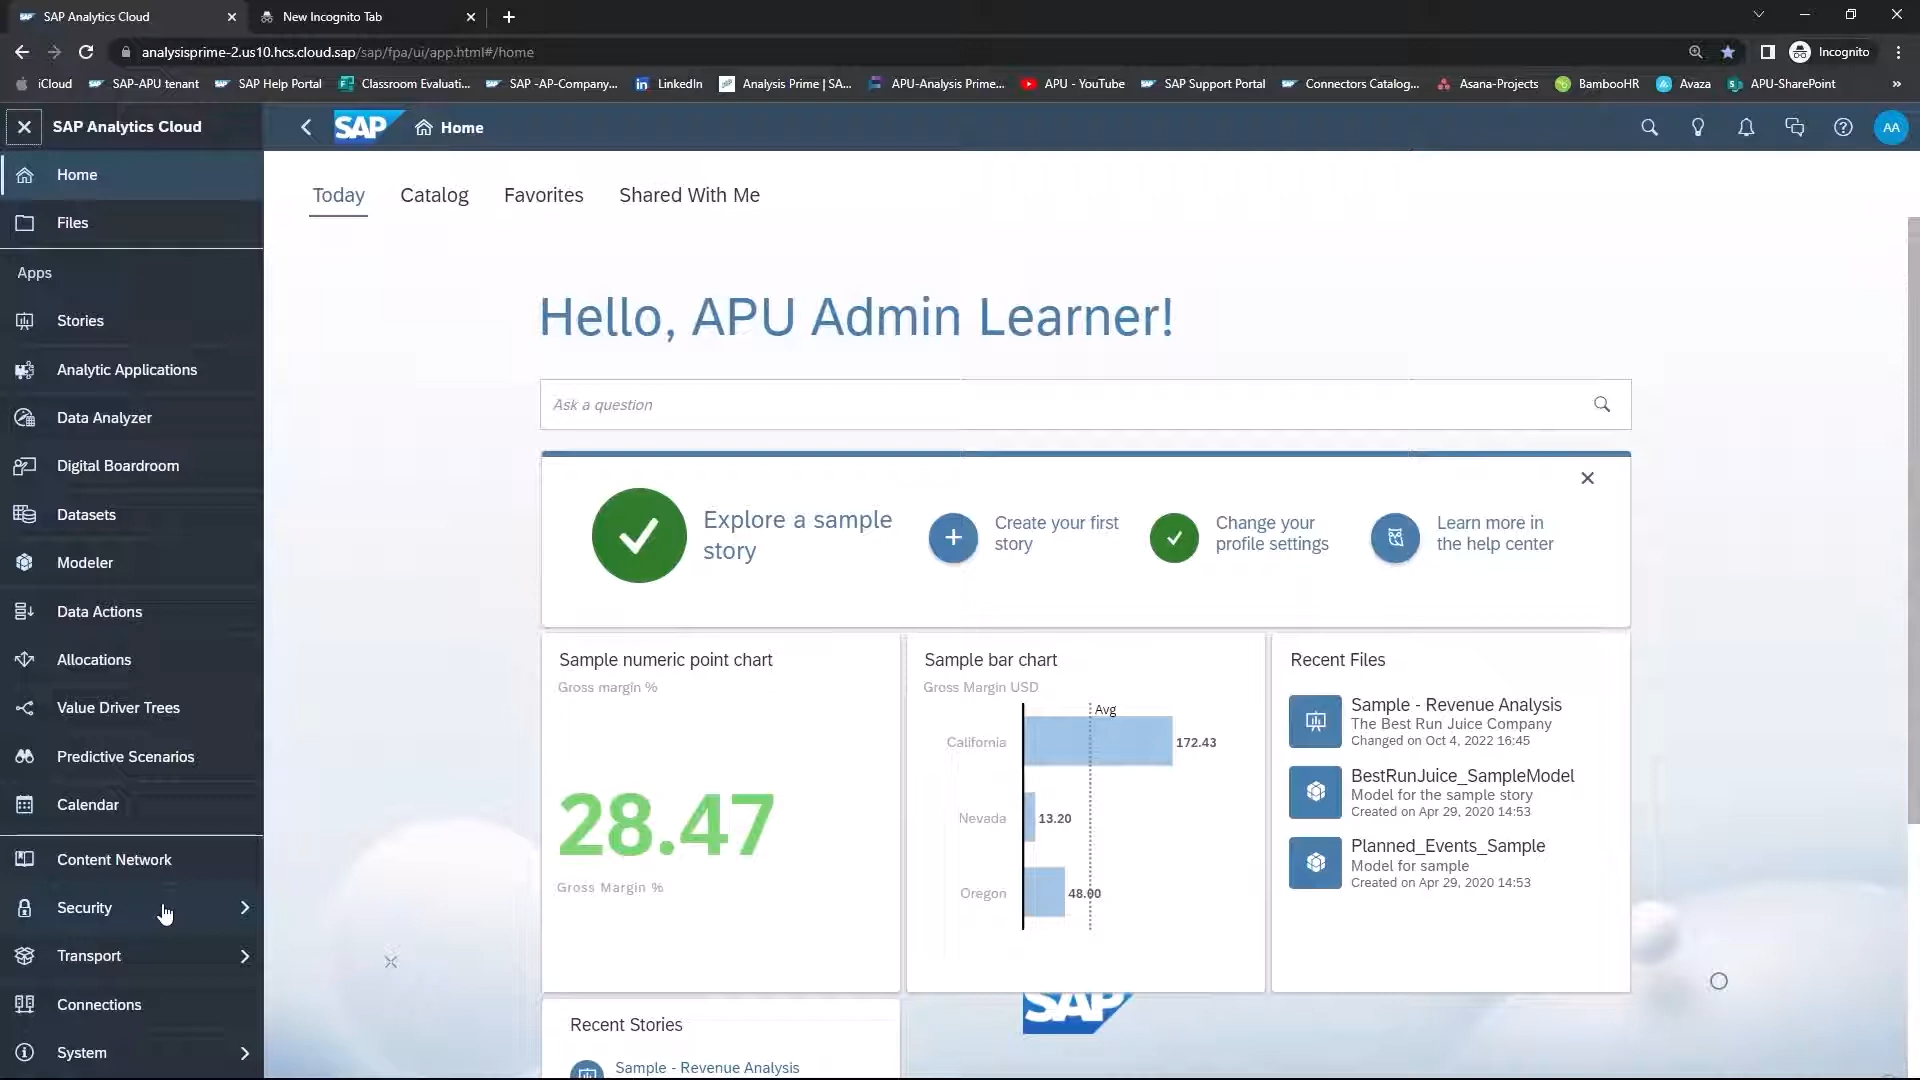 SAP Analytics Cloud
New Incognito Tab
analysisprime-2.us10.hcs.cloud.sap/sap/fpa/ui/app.html#/home
Incognito
iCloud
SAP-APU tenant
SAP Help Portal
Classroom Evaluati...
SAP -AP-Company...
LinkedIn
Analysis Prime | SA...
APU-Analysis Prime...
APU - YouTube
SAP Support Portal
Connectors Catalog...
Asana-Projects
BambooHR
Avaza
APU-SharePoint
SAP Analytics Cloud
SAP
Home
AA
Home
Files
Apps
Stories
Analytic Applications
Data Analyzer
Digital Boardroom
Datasets
Modeler
Data Actions
Allocations
Value Driver Trees
Predictive Scenarios
Calendar
Content Network
Security
Transport
Connections
System
Today
Catalog
Favorites
Shared With Me
Hello, APU Admin Learner!
Ask a question
Explore a sample
story
Create your first
story
Change your
profile settings
Learn more in
the help center
Sample numeric point chart
Gross margin %
28.47
Gross Margin %
Sample bar chart
Gross Margin USD
Avg
California
172.43
Nevada
13.20
Oregon
48.00
Recent Files
Sample - Revenue Analysis
The Best Run Juice Company
Changed on Oct 4, 2022 16:45
BestRunJuice_SampleModel
Model for the sample story
Created on Apr 29, 2020 14:53
Planned_Events_Sample
Model for sample
Created on Apr 29, 2020 14:53
Recent Stories
Sample - Revenue Analysis
SAP